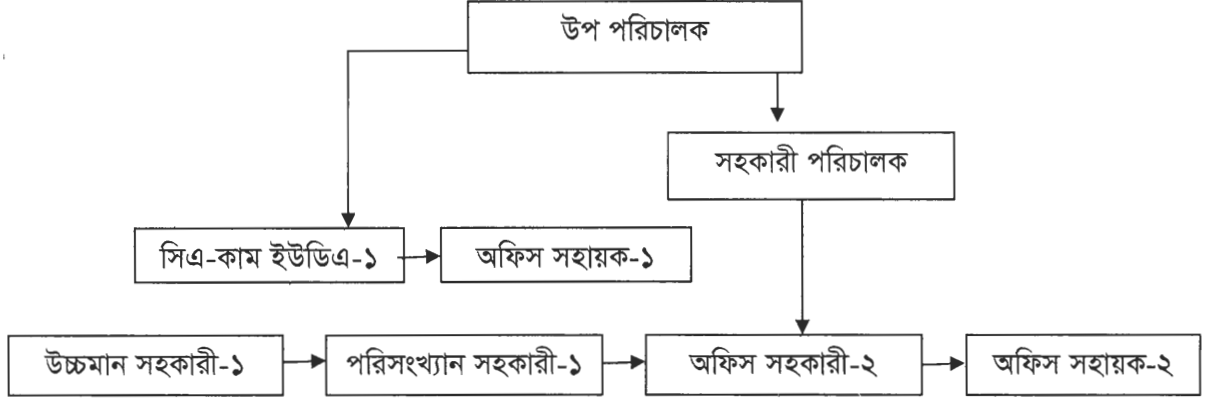 উপ পরিচালক
সহকারী পরিচালক
সিএ-কাম ইউডিএ-১
অফিস সহায়ক-১
উচ্চমান সহকারী-১
পরিসংখ্যান সহকারী-১
অফিস সহকারী-২
অফিস সহায়ক-২